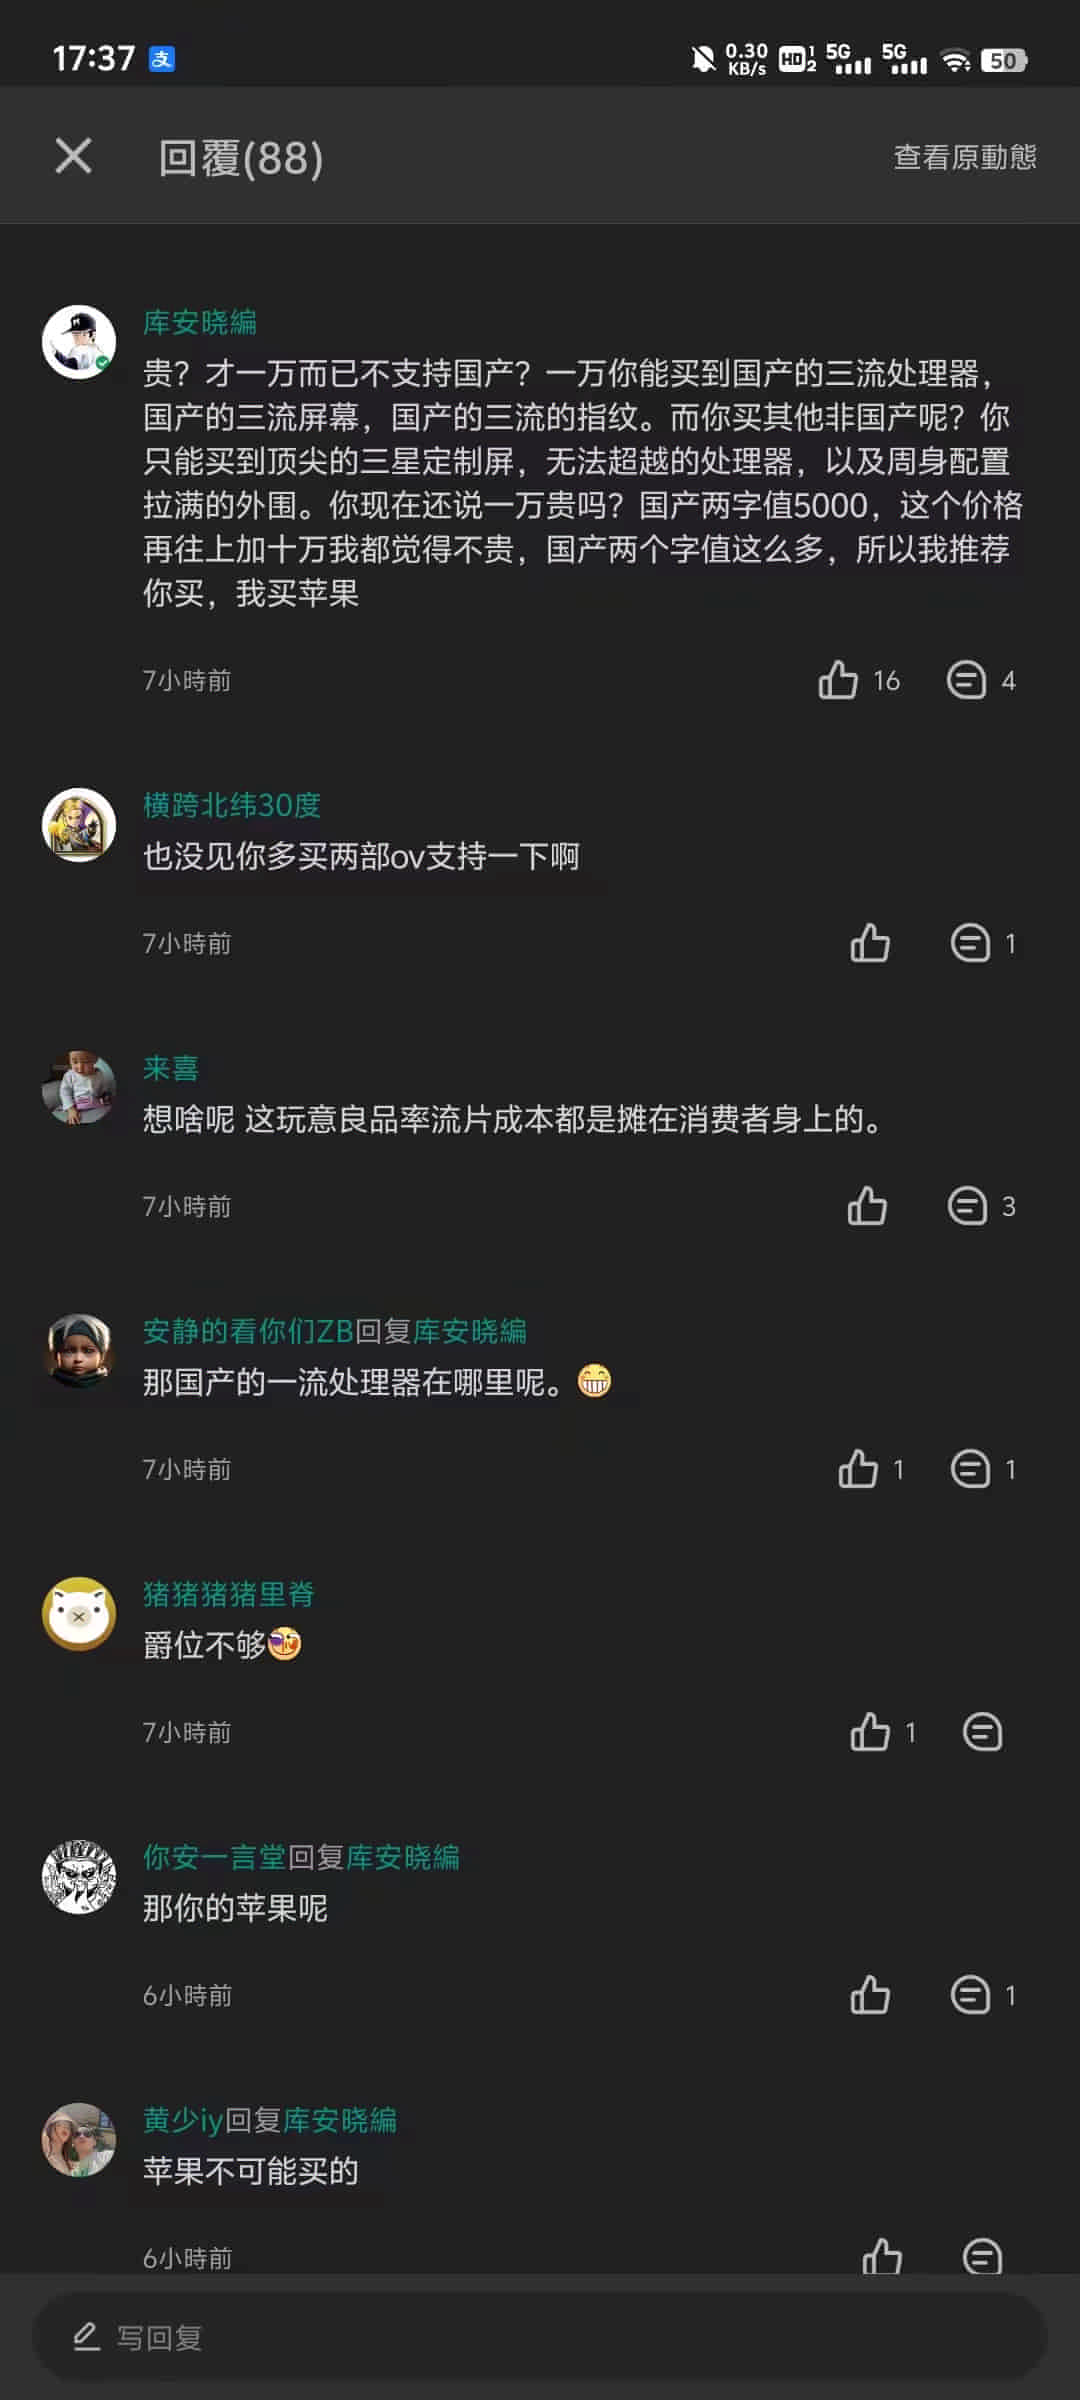 17:37 支 0.30 KB/s HD 1 2 5G 5G 50
回覆(88) 查看原動態
库安晓編
贵？才一万而已不支持国产？一万你能买到国产的三流处理器，
国产的三流屏幕，国产的三流的指纹。而你买其他非国产呢？你
只能买到顶尖的三星定制屏，无法超越的处理器，以及周身配置
拉满的外围。你现在还说一万贵吗？国产两字值5000，这个价格
再往上加十万我都觉得不贵，国产两个字值这么多，所以我推荐
你买，我买苹果
7小時前 16 4
横跨北纬30度
也没见你多买两部ov支持一下啊
7小時前 1
来喜
想啥呢 这玩意良品率流片成本都是摊在消费者身上的。
7小時前 3
安静的看你们ZB回复库安晓編
那国产的一流处理器在哪里呢。
7小時前 1 1
猪猪猪猪里脊
爵位不够
7小時前 1
你安一言堂回复库安晓編
那你的苹果呢
6小時前 1
黄少iy回复库安晓編
苹果不可能买的
6小時前
写回复